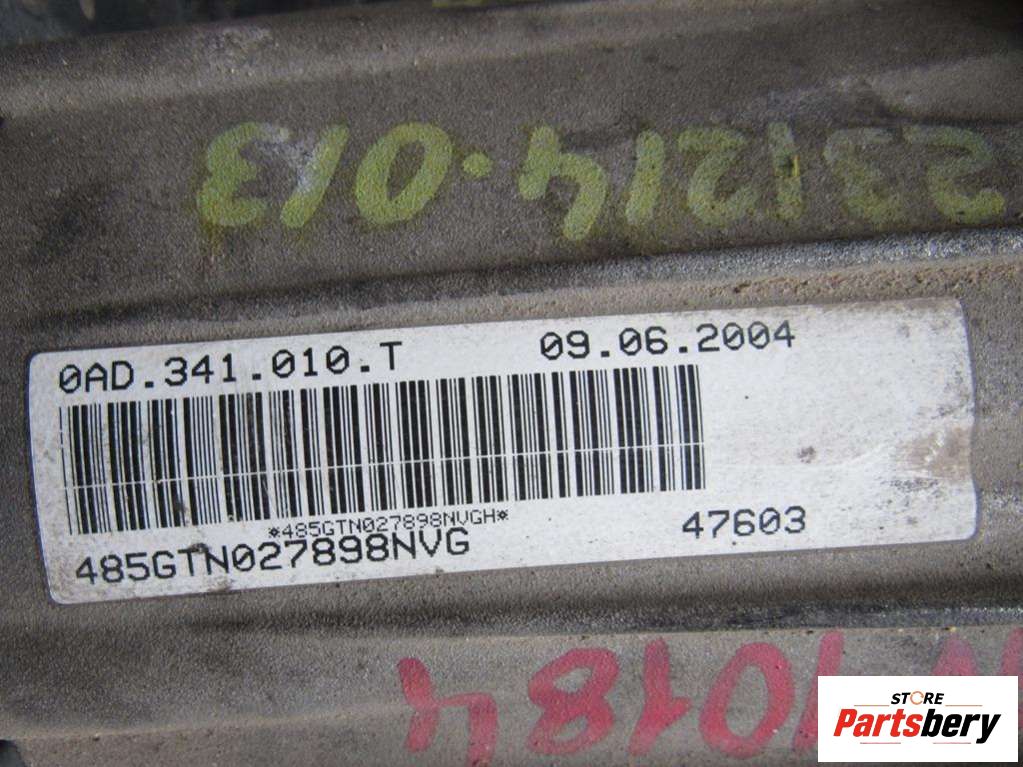 231214.013
0AD.341.010.T 09.06.2004
*485GTN027898NVGH*
485GTN027898NVG 47603
STORE
Partsbery